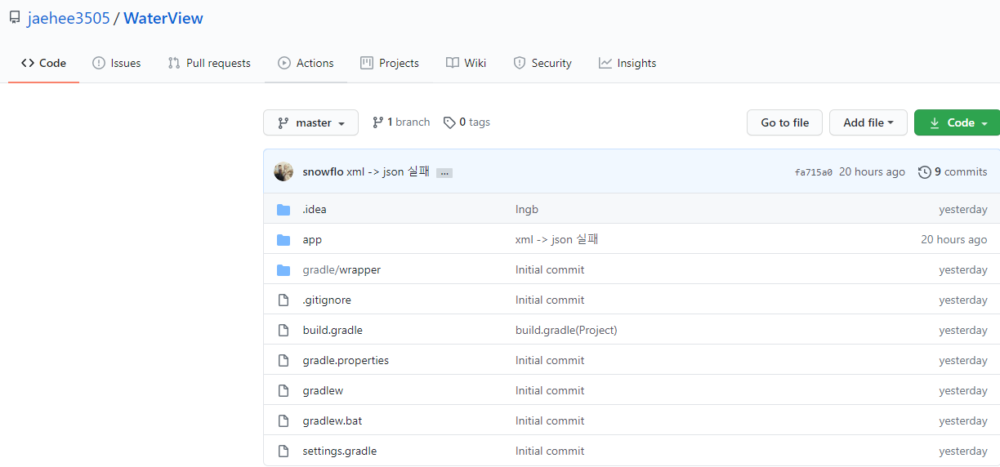 jaehee3505 / WaterView
Code Issues Pull requests Actions Projects Wiki Security Insights
master 1 branch 0 tags Go to file Add file Code
snowflo xml -> json 실패 ... fa715a0 20 hours ago 9 commits
.idea lngb yesterday
app xml -> json 실패 20 hours ago
gradle/wrapper Initial commit yesterday
.gitignore Initial commit yesterday
build.gradle build.gradle(Project) yesterday
gradle.properties Initial commit yesterday
gradlew Initial commit yesterday
gradlew.bat Initial commit yesterday
settings.gradle Initial commit yesterday